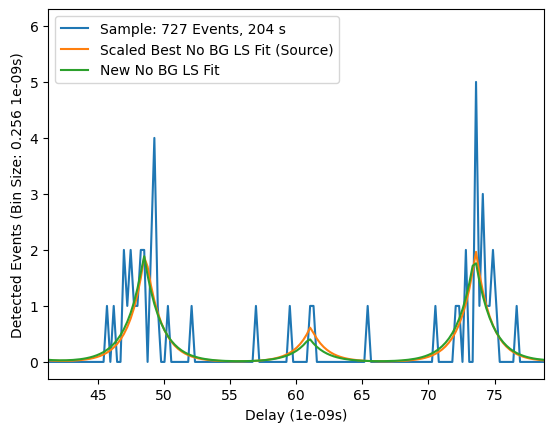 Sample: 727 Events, 204 s
Scaled Best No BG LS Fit (Source)
New No BG LS Fit
Detected Events (Bin Size: 0.256 1e-09s)
6
5
4
3
2
1
0
45 50 55 60 65 70 75
Delay (1e-09s)